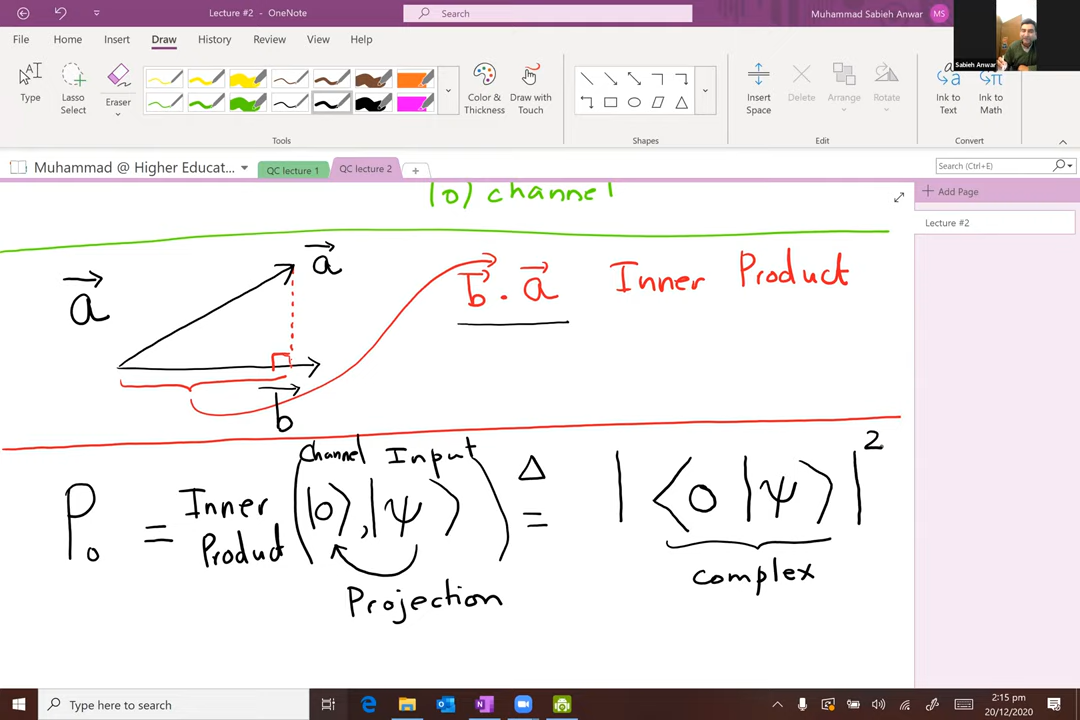 Lecture #2 - OneNote
Search
Muhammad Sabieh Anwar
MS
File Home Insert Draw History Review View Help
Sabieh Anwar
Type
Lasso Select
Eraser
Color & Thickness
Draw with Touch
Insert Space
Delete
Arrange
Rotate
Ink to Text
Ink to Math
Tools
Shapes
Edit
Convert
Muhammad @ Higher Educat...
QC lecture 1
QC lecture 2
Search (Ctrl+E)
Add Page
Lecture #2
|0⟩ channel
a⃗
a⃗
b⃗ . a⃗ Inner Product
b⃗
Channel Input
P₀ = Inner Product (|0⟩, |ψ⟩) ≜ |⟨0|ψ⟩|²
Projection
complex
Type here to search
2:15 pm
20/12/2020